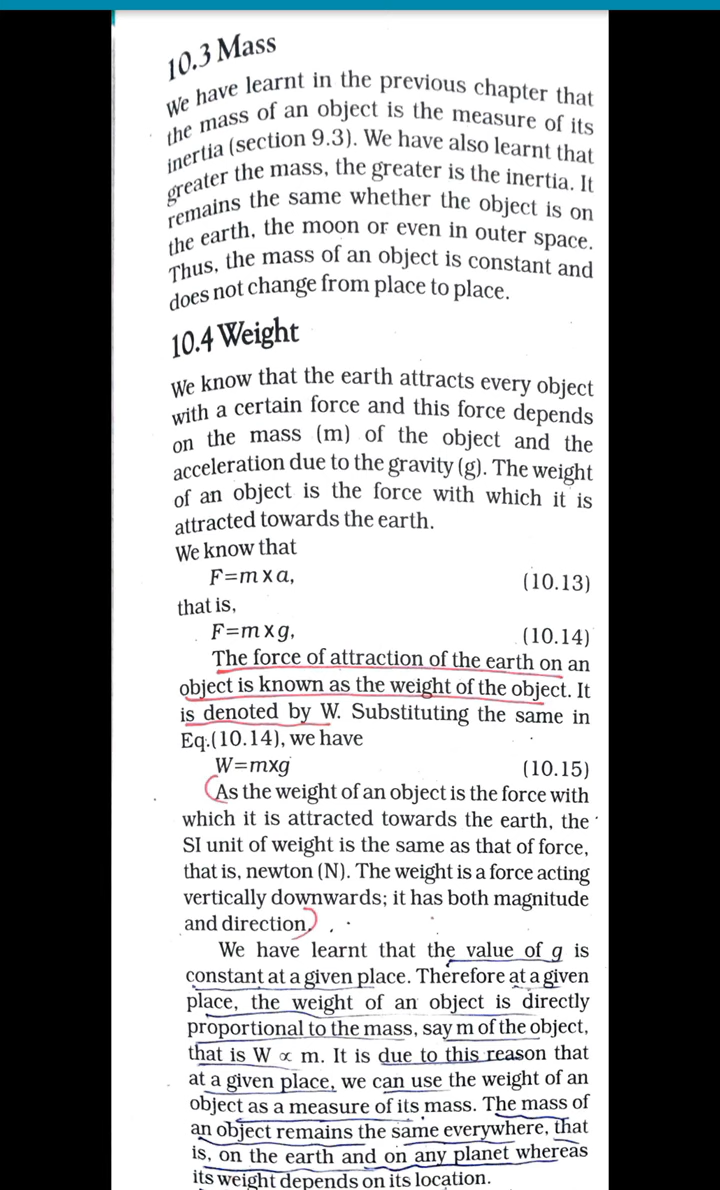 10.3 Mass
We have learnt in the previous chapter that
the mass of an object is the measure of its
inertia (section 9.3). We have also learnt that
greater the mass, the greater is the inertia. It
remains the same whether the object is on
the earth, the moon or even in outer space.
Thus, the mass of an object is constant and
does not change from place to place.
10.4 Weight
We know that the earth attracts every object
with a certain force and this force depends
on the mass (m) of the object and the
acceleration due to the gravity (g). The weight
of an object is the force with which it is
attracted towards the earth.
We know that
F=m x a, (10.13)
that is,
F=m x g, (10.14)
The force of attraction of the earth on an
object is known as the weight of the object. It
is denoted by W. Substituting the same in
Eq.(10.14), we have
W=mxg (10.15)
As the weight of an object is the force with
which it is attracted towards the earth, the
SI unit of weight is the same as that of force,
that is, newton (N). The weight is a force acting
vertically downwards; it has both magnitude
and direction.
We have learnt that the value of g is
constant at a given place. Therefore at a given
place, the weight of an object is directly
proportional to the mass, say m of the object,
that is W ∝ m. It is due to this reason that
at a given place, we can use the weight of an
object as a measure of its mass. The mass of
an object remains the same everywhere, that
is, on the earth and on any planet whereas
its weight depends on its location.